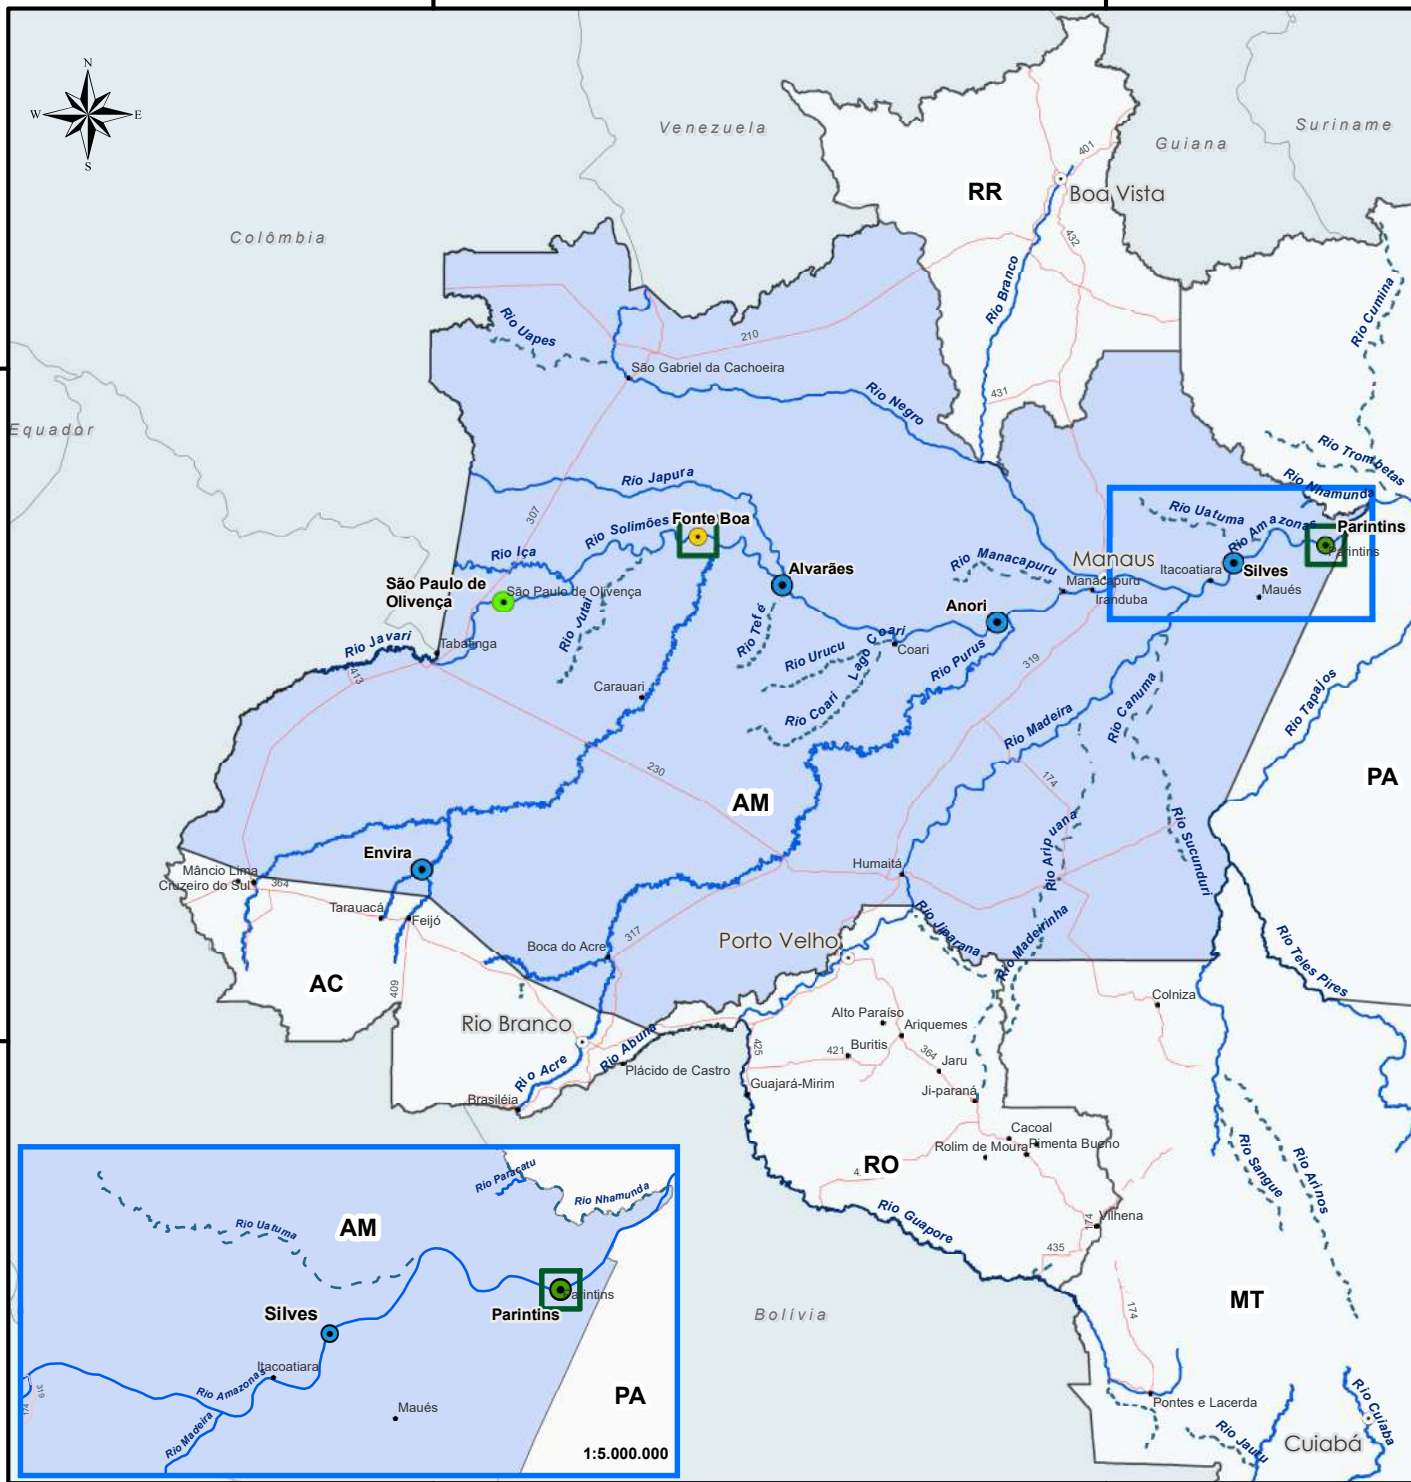 N
W
E
S
Venezuela
Suriname
Guiana
Colômbia
Equador
Bolívia
RR
Boa Vista
401
432
Rio Branco
Rio Cumina
Rio Uapes
210
São Gabriel da Cachoeira
Rio Negro
431
Rio Trombetas
Rio Nhamunda
Rio Japura
307
Rio Solimões
Fonte Boa
Rio Uatuma
Rio Amazonas
Parintins
Parintins
Rio Iça
Manaus
Silves
Itacoatiara
Maués
Rio Manacapuru
Manacapuru
Iranduba
São Paulo de
Olivença
São Paulo de Olivença
Alvarães
Anori
Rio Jutai
Rio Tefé
Rio Urucu
Lago Coari
Coari
Rio Coari
Rio Purus
319
Rio Javari
Tabatinga
413
Carauari
Rio Canuma
Rio Madeira
Rio Tapajos
230
174
AM
PA
Rio Aripuana
Rio Sucunduri
Envira
Humaitá
Mâncio Lima
Cruzeiro do Sul
364
Tarauacá
Feijó
317
Boca do Acre
Porto Velho
Rio Jiparana
Rio Madeirinha
Rio Teles Pires
AC
409
Colniza
Rio Branco
Rio Acre
Rio Abunã
Plácido de Castro
Brasiléia
425
Guajará-Mirim
Alto Paraíso
Ariquemes
421
Buritis
364
Jaru
Ji-paraná
Cacoal
Rolim de Moura
Pimenta Bueno
RO
4
Rio Guapore
Vilhena
174
435
Rio Sangue
Rio Arinos
MT
174
Pontes e Lacerda
Rio Jauru
Rio Cuiaba
Cuiabá
Rio Paracatu
Rio Nhamunda
Rio Uatuma
AM
Silves
Parintins
Parintins
Itacoatiara
Rio Amazonas
Rio Madeira
Maués
319
174
PA
1:5.000.000